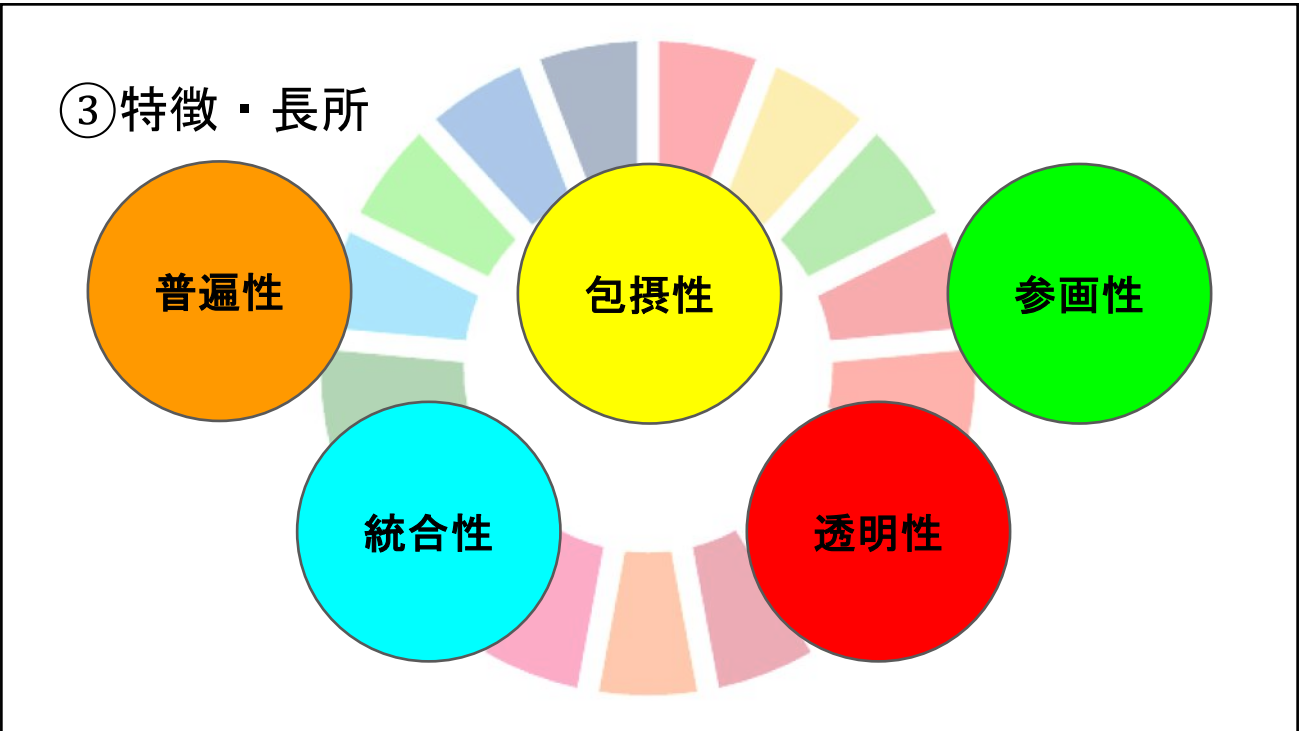 ③特徴・長所
普遍性
包摂性
参画性
統合性
透明性